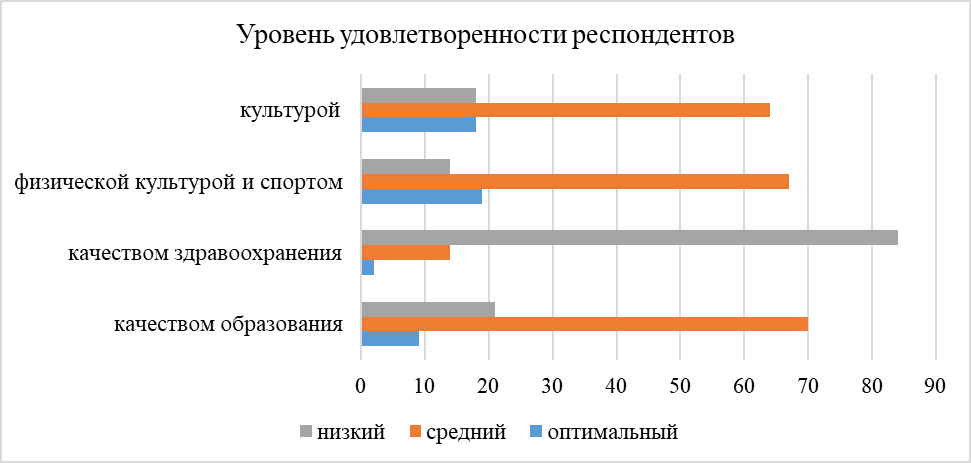 Уровень удовлетворенности респондентов
культурой
физической культурой и спортом
качеством здравоохранения
качеством образования
0 10 20 30 40 50 60 70 80 90
низкий средний оптимальный